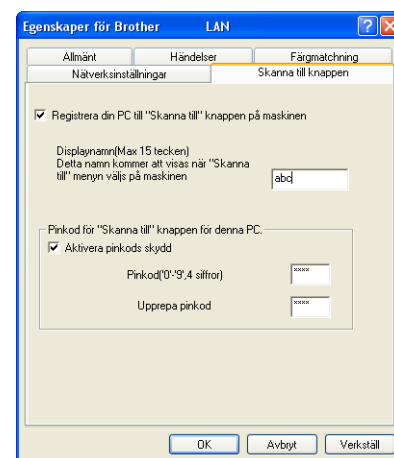 Egenskaper för Brother LAN
Allmänt Händelser Färgmatchning
Nätverksinställningar Skanna till knappen
Registrera din PC till "Skanna till" knappen på maskinen
Displaynamn(Max 15 tecken)
Detta namn kommer att visas när "Skanna
till" menyn väljs på maskinen
abc
Pinkod för "Skanna till" knappen för denna PC.
Aktivera pinkods skydd
Pinkod('0'-'9',4 siffror) ****
Upprepa pinkod ****
OK Avbryt Verkställ